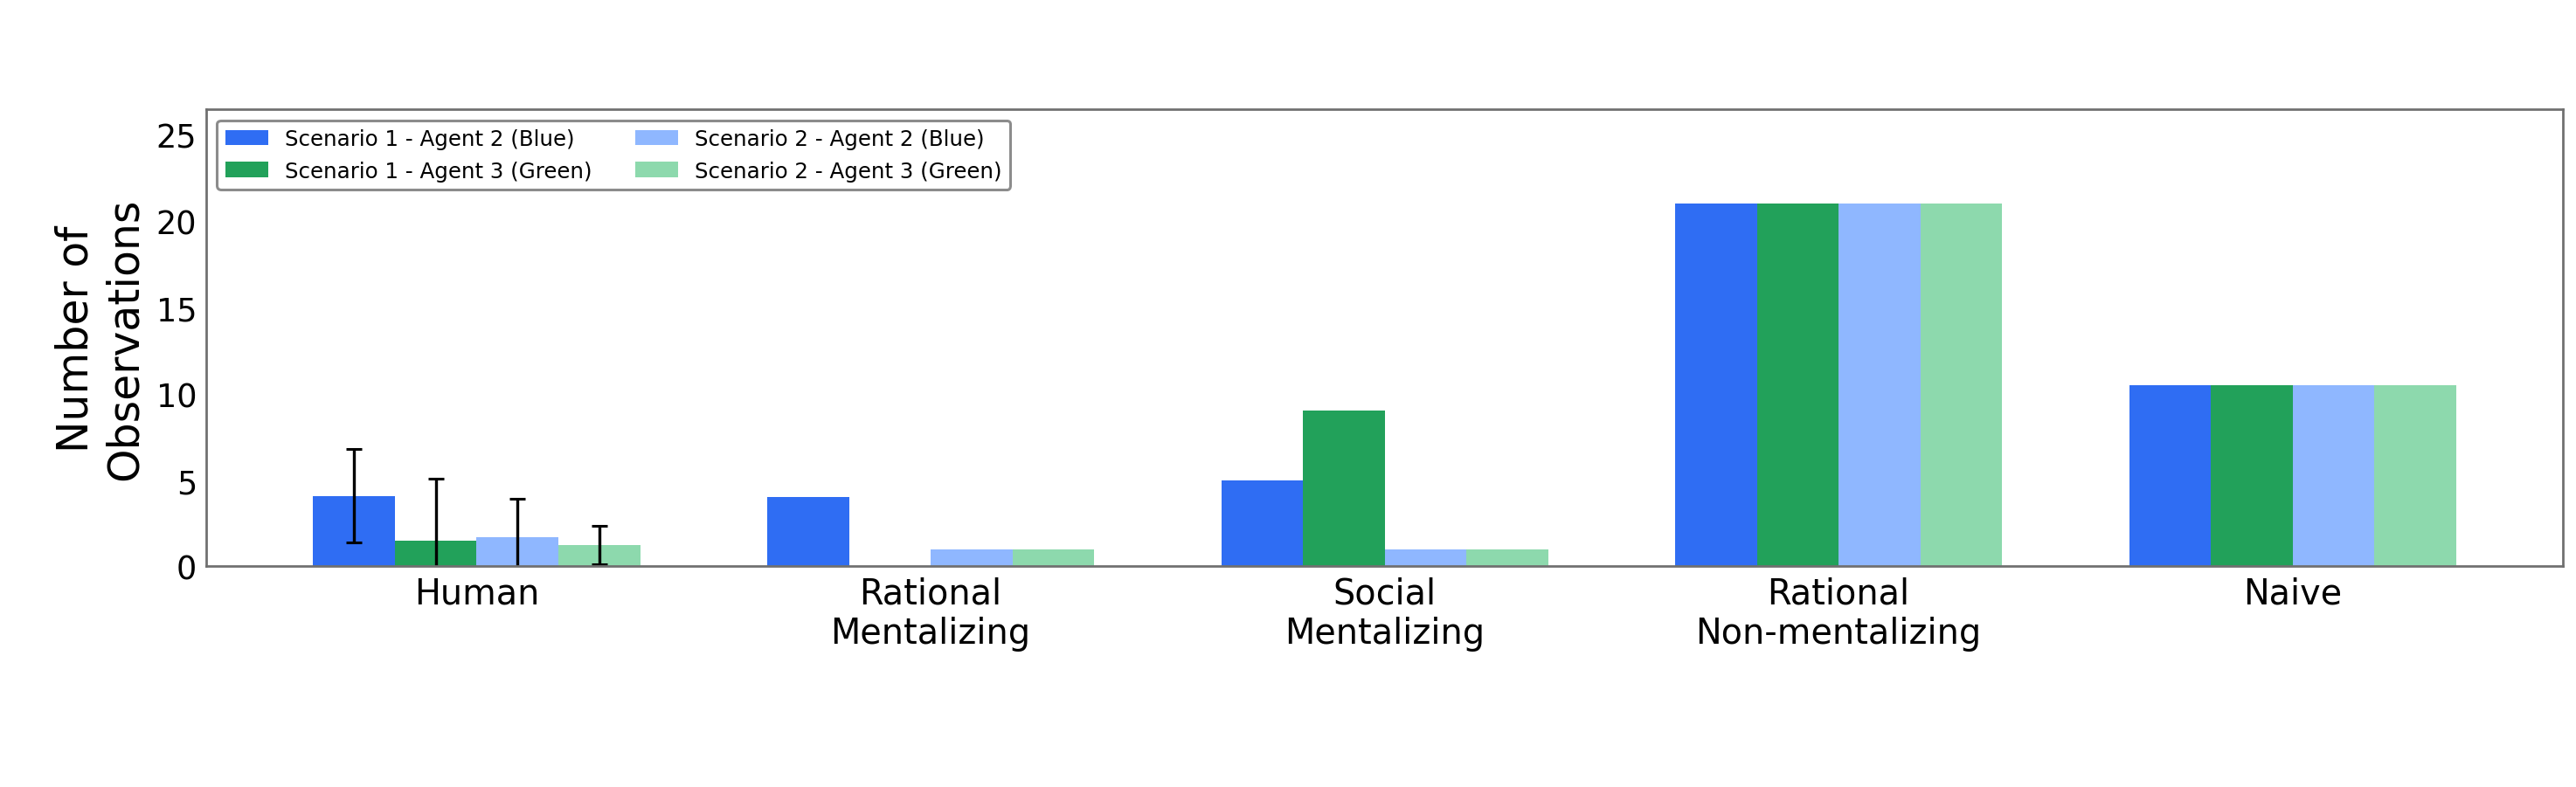 Number of
Observations
25
20
15
10
5
0
Scenario 1 - Agent 2 (Blue)
Scenario 1 - Agent 3 (Green)
Scenario 2 - Agent 2 (Blue)
Scenario 2 - Agent 3 (Green)
Human
Rational
Mentalizing
Social
Mentalizing
Rational
Non-mentalizing
Naive